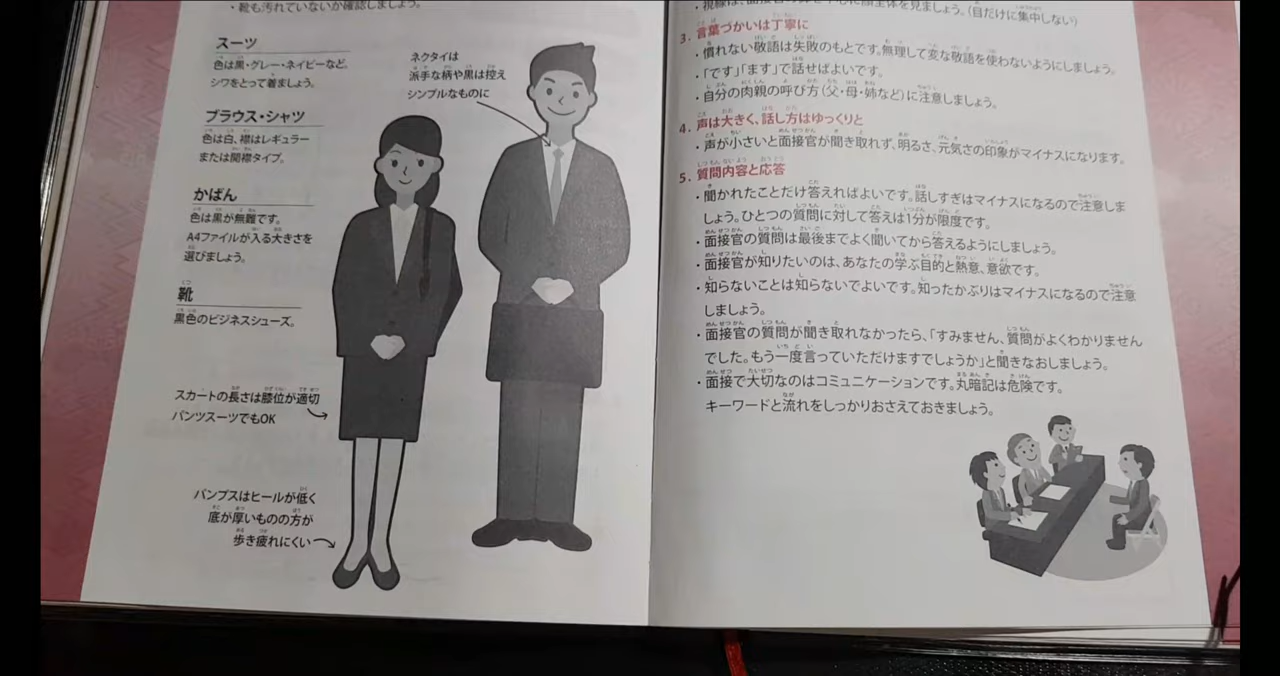 ・靴も汚れていないか確認しましょう。
スーツ
色は黒・グレー・ネイビーなど。
シワをとって着ましょう。
ブラウス・シャツ
色は白、襟はレギュラー
または開襟タイプ。
かばん
色は黒が無難です。
A4ファイルが入る大きさを
選びましょう。
靴
黒色のビジネスシューズ。
ネクタイは
派手な柄や黒は控え
シンプルなものに
スカートの長さは膝位が適切
パンツスーツでもOK
パンプスはヒールが低く
底が厚いものの方が
歩き疲れにくい
全体を見ましょう。(目だけに集中しない)
3. 言葉づかいは丁寧に
・慣れない敬語は失敗のもとです。無理して変な敬語を使わないようにしましょう。
・「です」「ます」で話せばよいです。
・自分の肉親の呼び方(父・母・姉など)に注意しましょう。
4. 声は大きく、話し方はゆっくりと
・声が小さいと面接官が聞き取れず、明るさ、元気さの印象がマイナスになります。
5. 質問内容と応答
・聞かれたことだけ答えればよいです。話しすぎはマイナスになるので注意しま
しょう。ひとつの質問に対して答えは1分が限度です。
・面接官の質問は最後までよく聞いてから答えるようにしましょう。
・面接官が知りたいのは、あなたの学ぶ目的と熱意、意欲です。
・知らないことは知らないでよいです。知ったかぶりはマイナスになるので注意
しましょう。
・面接官の質問が聞き取れなかったら、「すみません、質問がよくわかりません
でした。もう一度言っていただけますでしょうか」と聞きなおしましょう。
・面接で大切なのはコミュニケーションです。丸暗記は危険です。
キーワードと流れをしっかりおさえておきましょう。